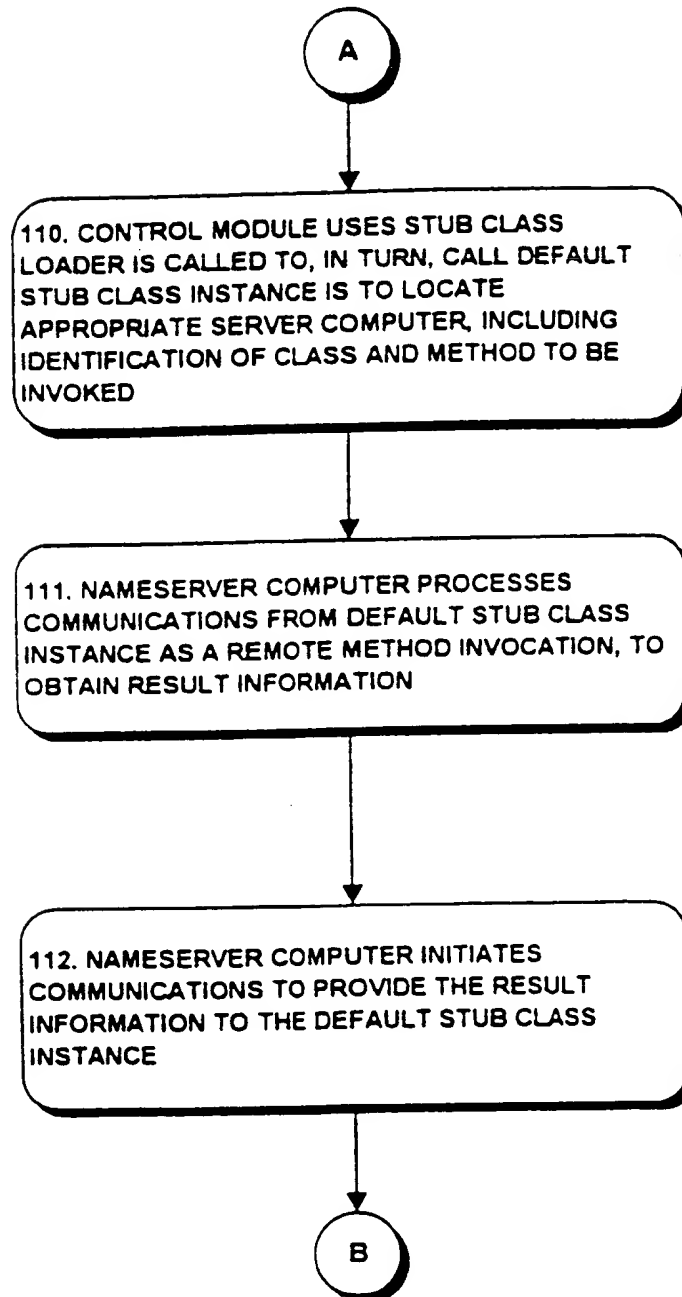 A
110. CONTROL MODULE USES STUB CLASS
LOADER IS CALLED TO, IN TURN, CALL DEFAULT
STUB CLASS INSTANCE IS TO LOCATE
APPROPRIATE SERVER COMPUTER, INCLUDING
IDENTIFICATION OF CLASS AND METHOD TO BE
INVOKED
111. NAMESERVER COMPUTER PROCESSES
COMMUNICATIONS FROM DEFAULT STUB CLASS
INSTANCE AS A REMOTE METHOD INVOCATION, TO
OBTAIN RESULT INFORMATION
112. NAMESERVER COMPUTER INITIATES
COMMUNICATIONS TO PROVIDE THE RESULT
INFORMATION TO THE DEFAULT STUB CLASS
INSTANCE
B